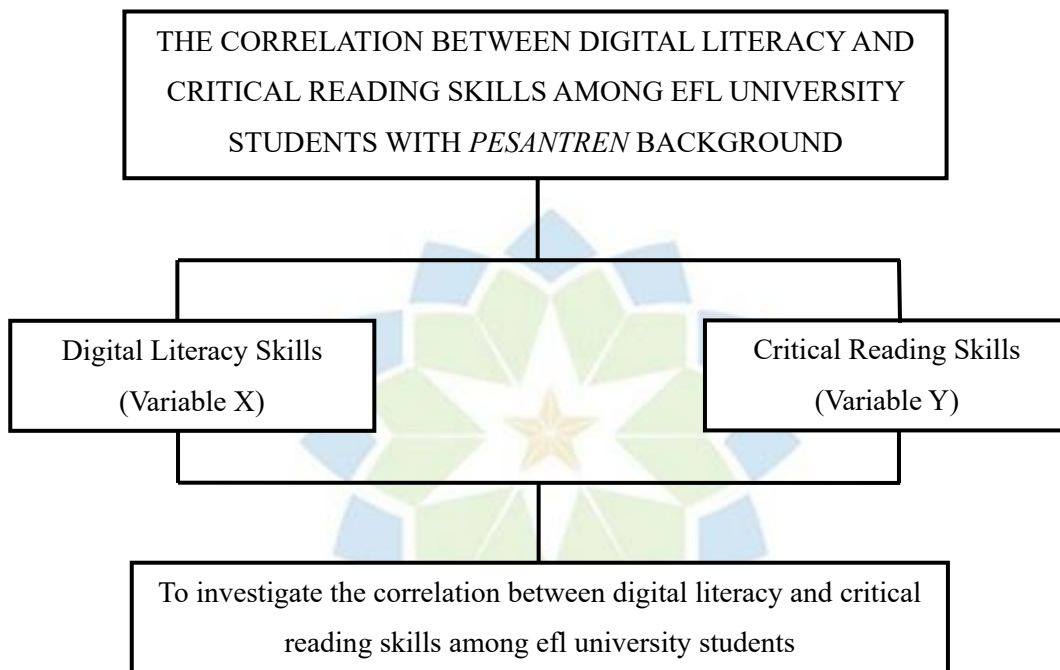 THE CORRELATION BETWEEN DIGITAL LITERACY AND
CRITICAL READING SKILLS AMONG EFL UNIVERSITY
STUDENTS WITH PESANTREN BACKGROUND
Digital Literacy Skills
(Variable X)
Critical Reading Skills
(Variable Y)
To investigate the correlation between digital literacy and critical
reading skills among efl university students